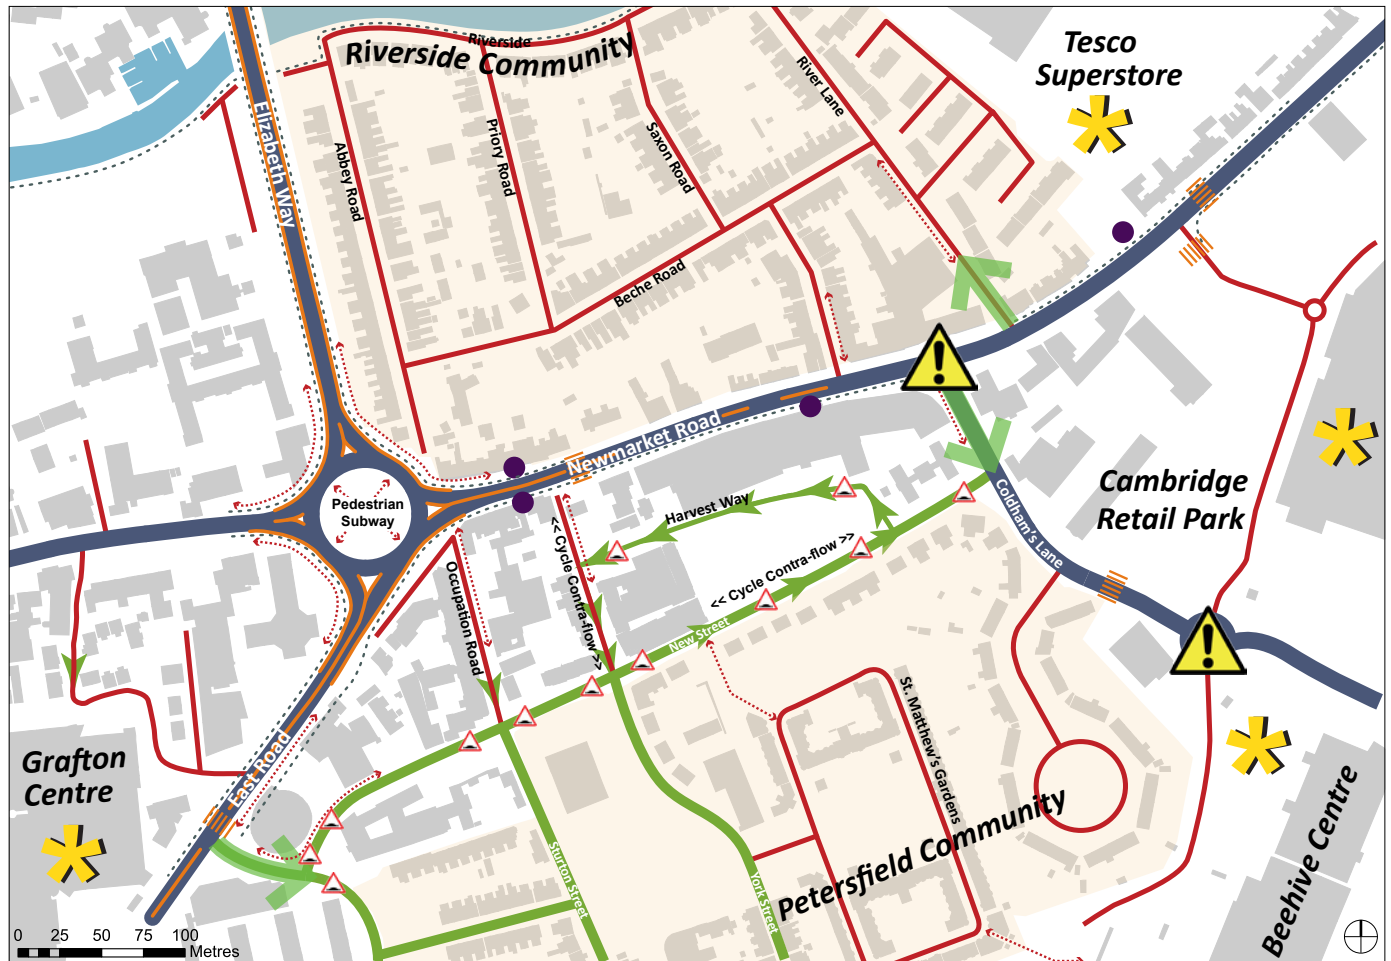 Riverside
Riverside Community
Tesco
Superstore
River Lane
Elizabeth Way
Abbey Road
Priory Road
Saxon Road
Beche Road
Newmarket Road
Pedestrian
Subway
Harvest Way
<< Cycle Contra-flow >>
<< Cycle Contra-flow >>
Occupation Road
New Street
Coldham's Lane
Cambridge
Retail Park
St. Matthew's Gardens
Grafton
Centre
East Road
Sturton Street
York Street
Petersfield Community
Beehive Centre
0 25 50 75 100
Metres